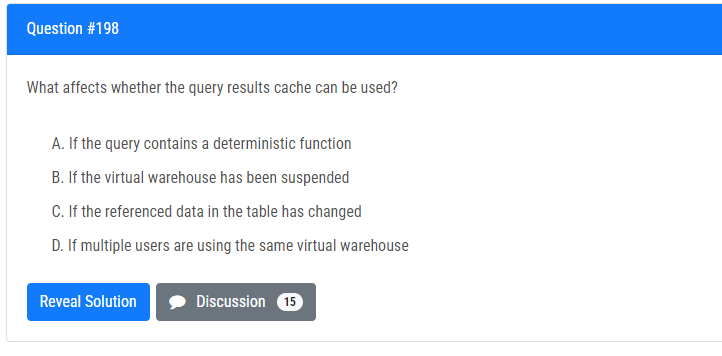 Question #198
What affects whether the query results cache can be used?
A. If the query contains a deterministic function
B. If the virtual warehouse has been suspended
C. If the referenced data in the table has changed
D. If multiple users are using the same virtual warehouse
Reveal Solution Discussion 15